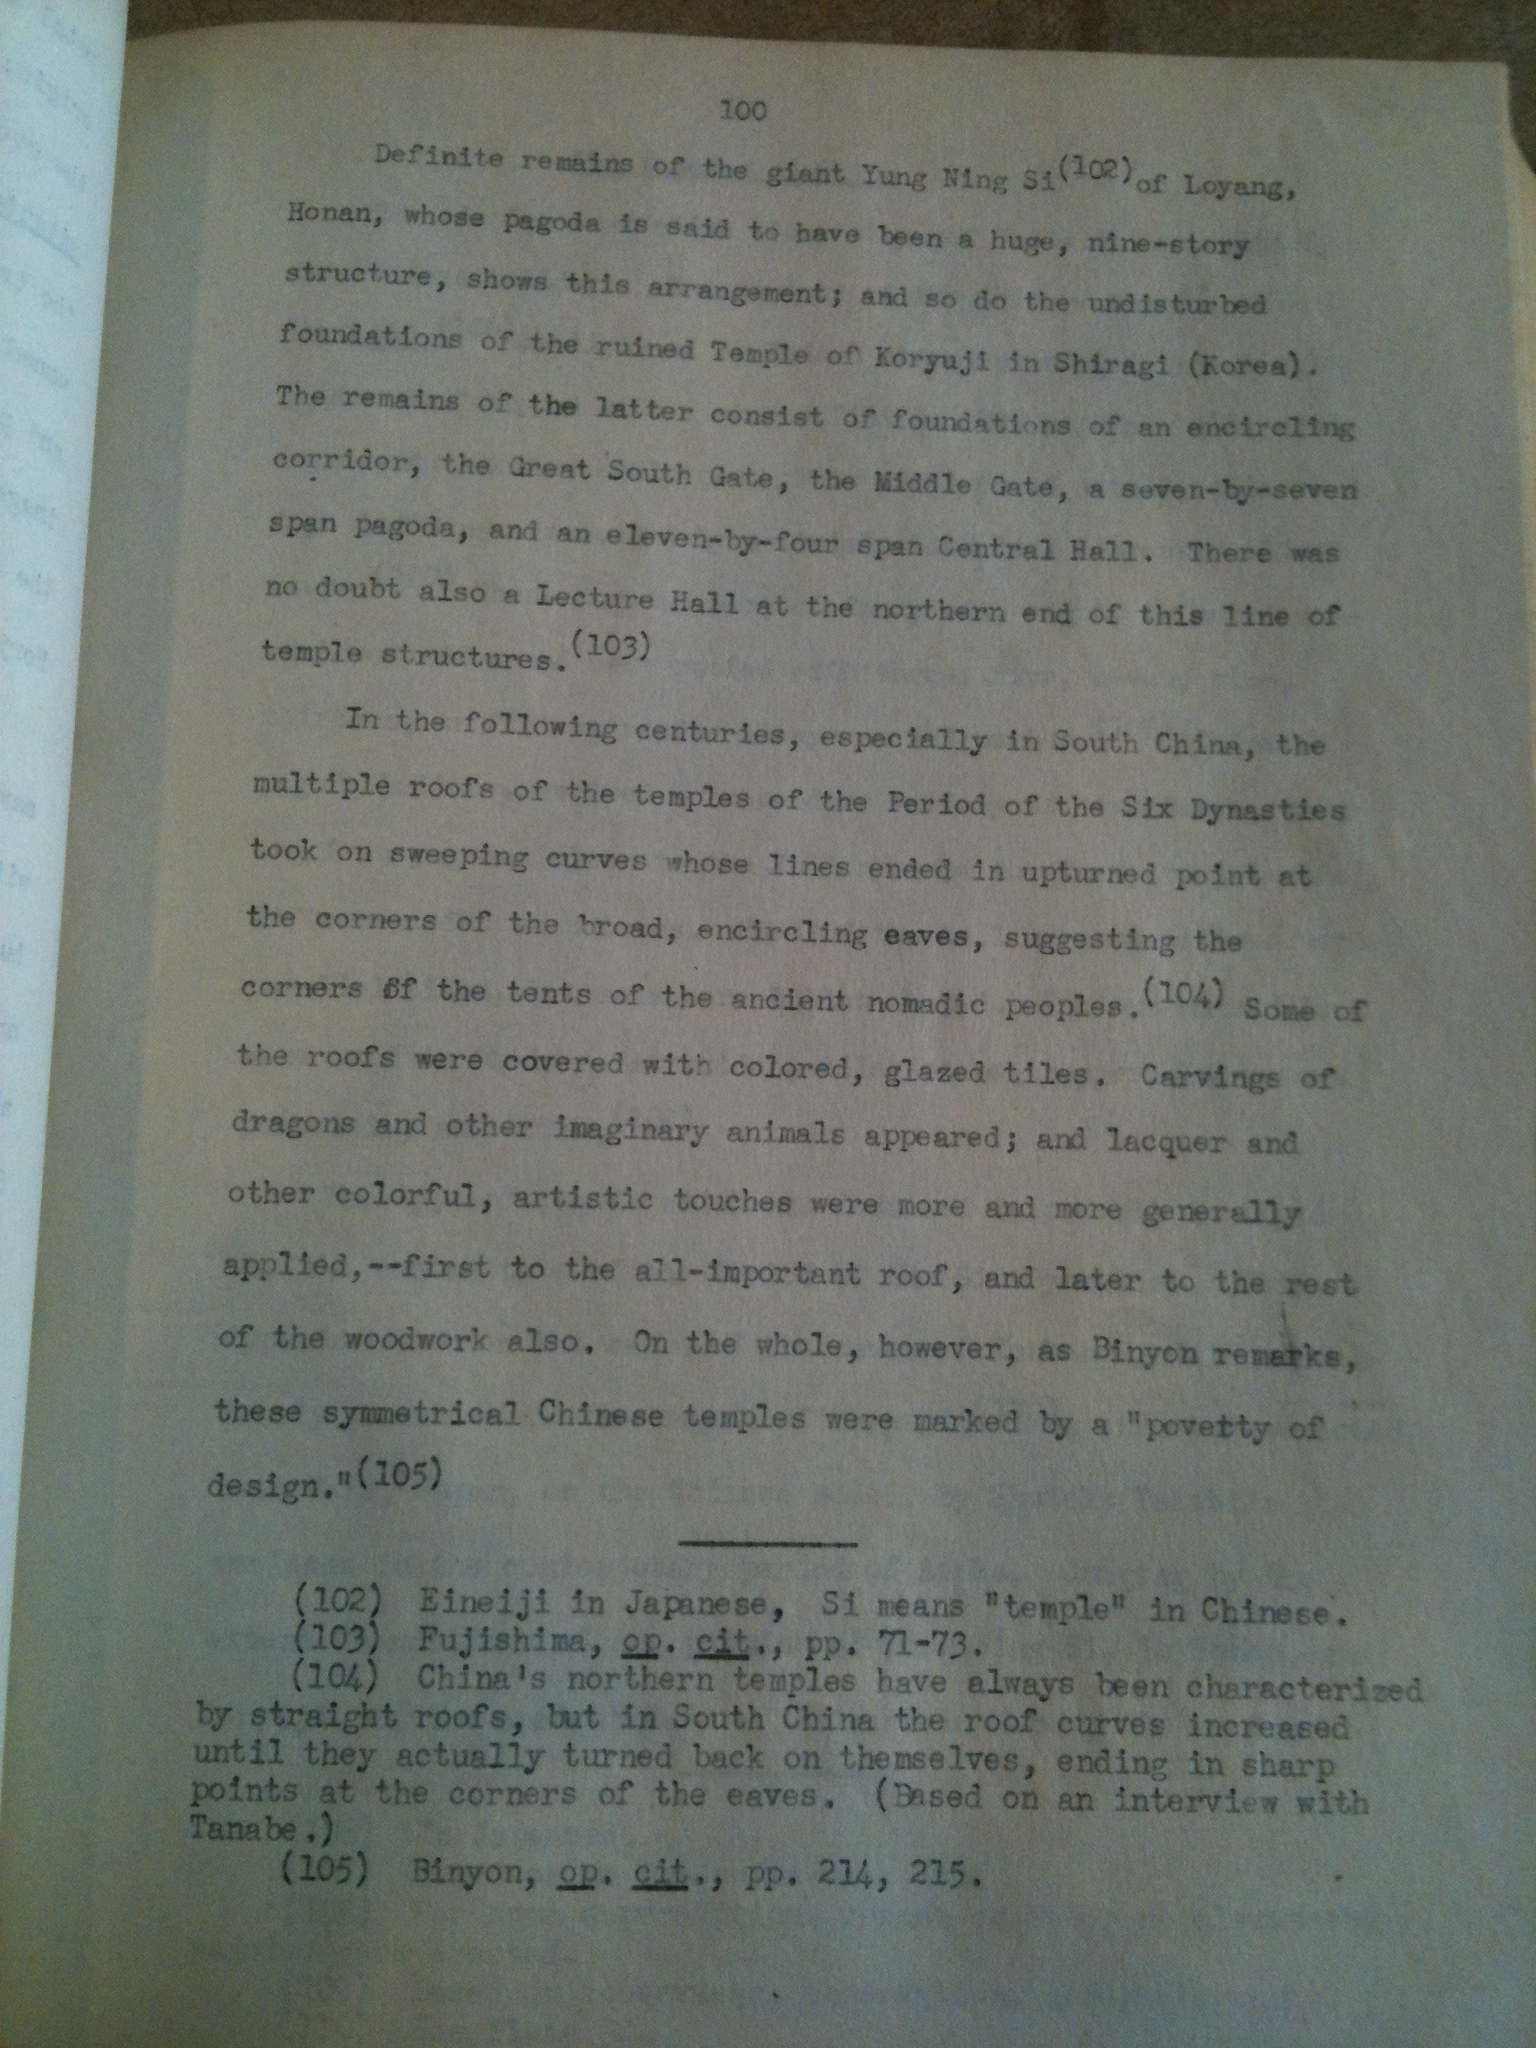 100
Definite remains of the giant Yung Ning Si(102)of Loyang,
Honan, whose pagoda is said to have been a huge, nine-story
structure, shows this arrangement; and so do the undisturbed
foundations of the ruined Temple of Koryuji in Shiragi (Korea).
The remains of the latter consist of foundations of an encircling
corridor, the Great South Gate, the Middle Gate, a seven-by-seven
span pagoda, and an eleven-by-four span Central Hall. There was
no doubt also a Lecture Hall at the northern end of this line of
temple structures.(103)
In the following centuries, especially in South China, the
multiple roofs of the temples of the Period of the Six Dynasties
took on sweeping curves whose lines ended in upturned point at
the corners of the broad, encircling eaves, suggesting the
corners of the tents of the ancient nomadic peoples.(104) Some of
the roofs were covered with colored, glazed tiles. Carvings of
dragons and other imaginary animals appeared; and lacquer and
other colorful, artistic touches were more and more generally
applied,--first to the all-important roof, and later to the rest
of the woodwork also. On the whole, however, as Binyon remarks,
these symmetrical Chinese temples were marked by a "poverty of
design."(105)
(102) Eineiji in Japanese, Si means "temple" in Chinese.
(103) Fujishima, op. cit., pp. 71-73.
(104) China's northern temples have always been characterized
by straight roofs, but in South China the roof curves increased
until they actually turned back on themselves, ending in sharp
points at the corners of the eaves. (Based on an interview with
Tanabe.)
(105) Binyon, op. cit., pp. 214, 215.